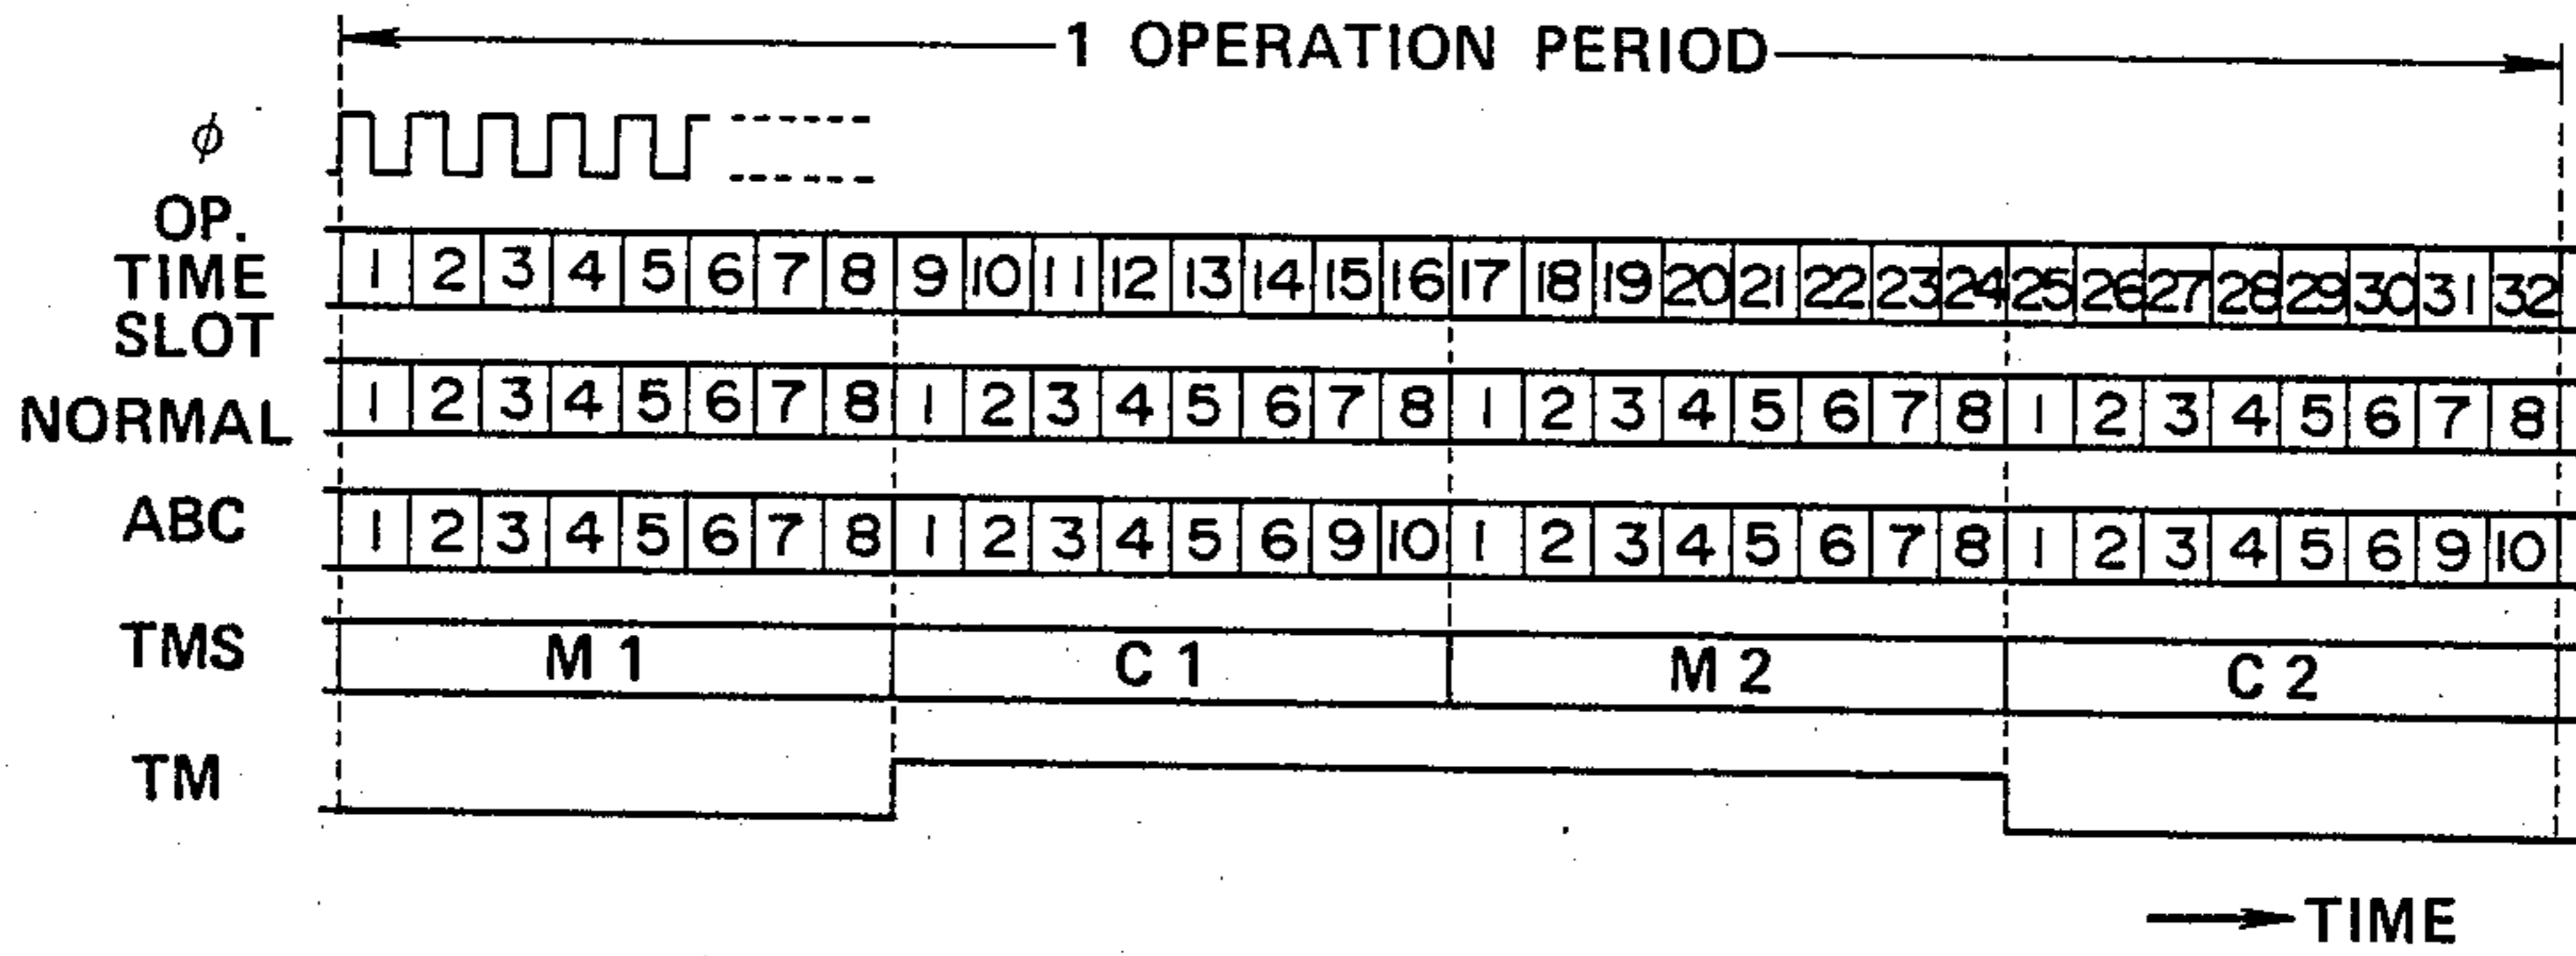 1 OPERATION PERIOD
φ
OP.
TIME
SLOT
1 2 3 4 5 6 7 8 9 10 11 12 13 14 15 16 17 18 19 20 21 22 23 24 25 26 27 28 29 30 31 32
NORMAL 1 2 3 4 5 6 7 8 1 2 3 4 5 6 7 8 1 2 3 4 5 6 7 8 1 2 3 4 5 6 7 8
ABC 1 2 3 4 5 6 7 8 1 2 3 4 5 6 9 10 1 2 3 4 5 6 7 8 1 2 3 4 5 6 9 10
TMS M1 C1 M2 C2
TM
TIME